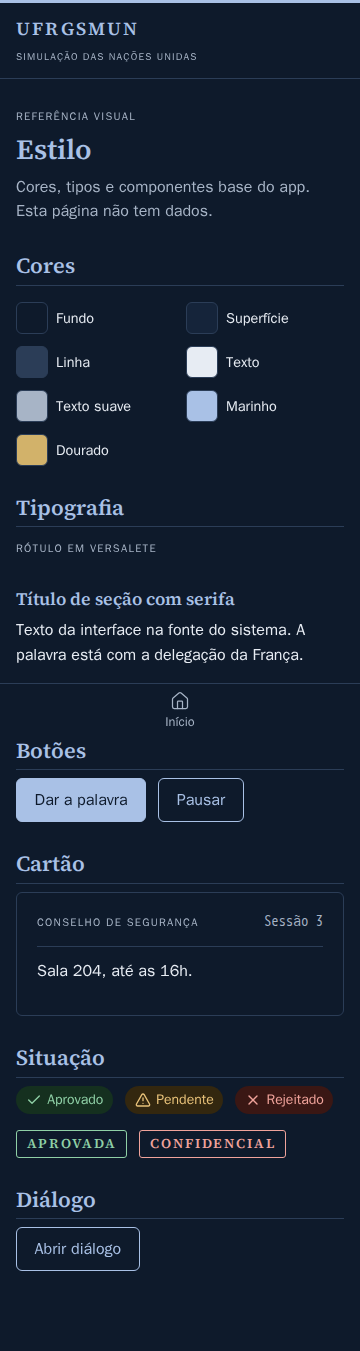 UFRGSMUN
SIMULAÇÃO DAS NAÇÕES UNIDAS
REFERÊNCIA VISUAL
Estilo
Cores, tipos e componentes base do app.
Esta página não tem dados.
Cores
Fundo
Superfície
Linha
Texto
Texto suave
Marinho
Dourado
Tipografia
RÓTULO EM VERSALETE
Título de seção com serifa
Texto da interface na fonte do sistema. A
palavra está com a delegação da França.
Início
Botões
Dar a palavra
Pausar
Cartão
CONSELHO DE SEGURANÇA
Sessão 3
Sala 204, até as 16h.
Situação
Aprovado
Pendente
Rejeitado
APROVADA
CONFIDENCIAL
Diálogo
Abrir diálogo